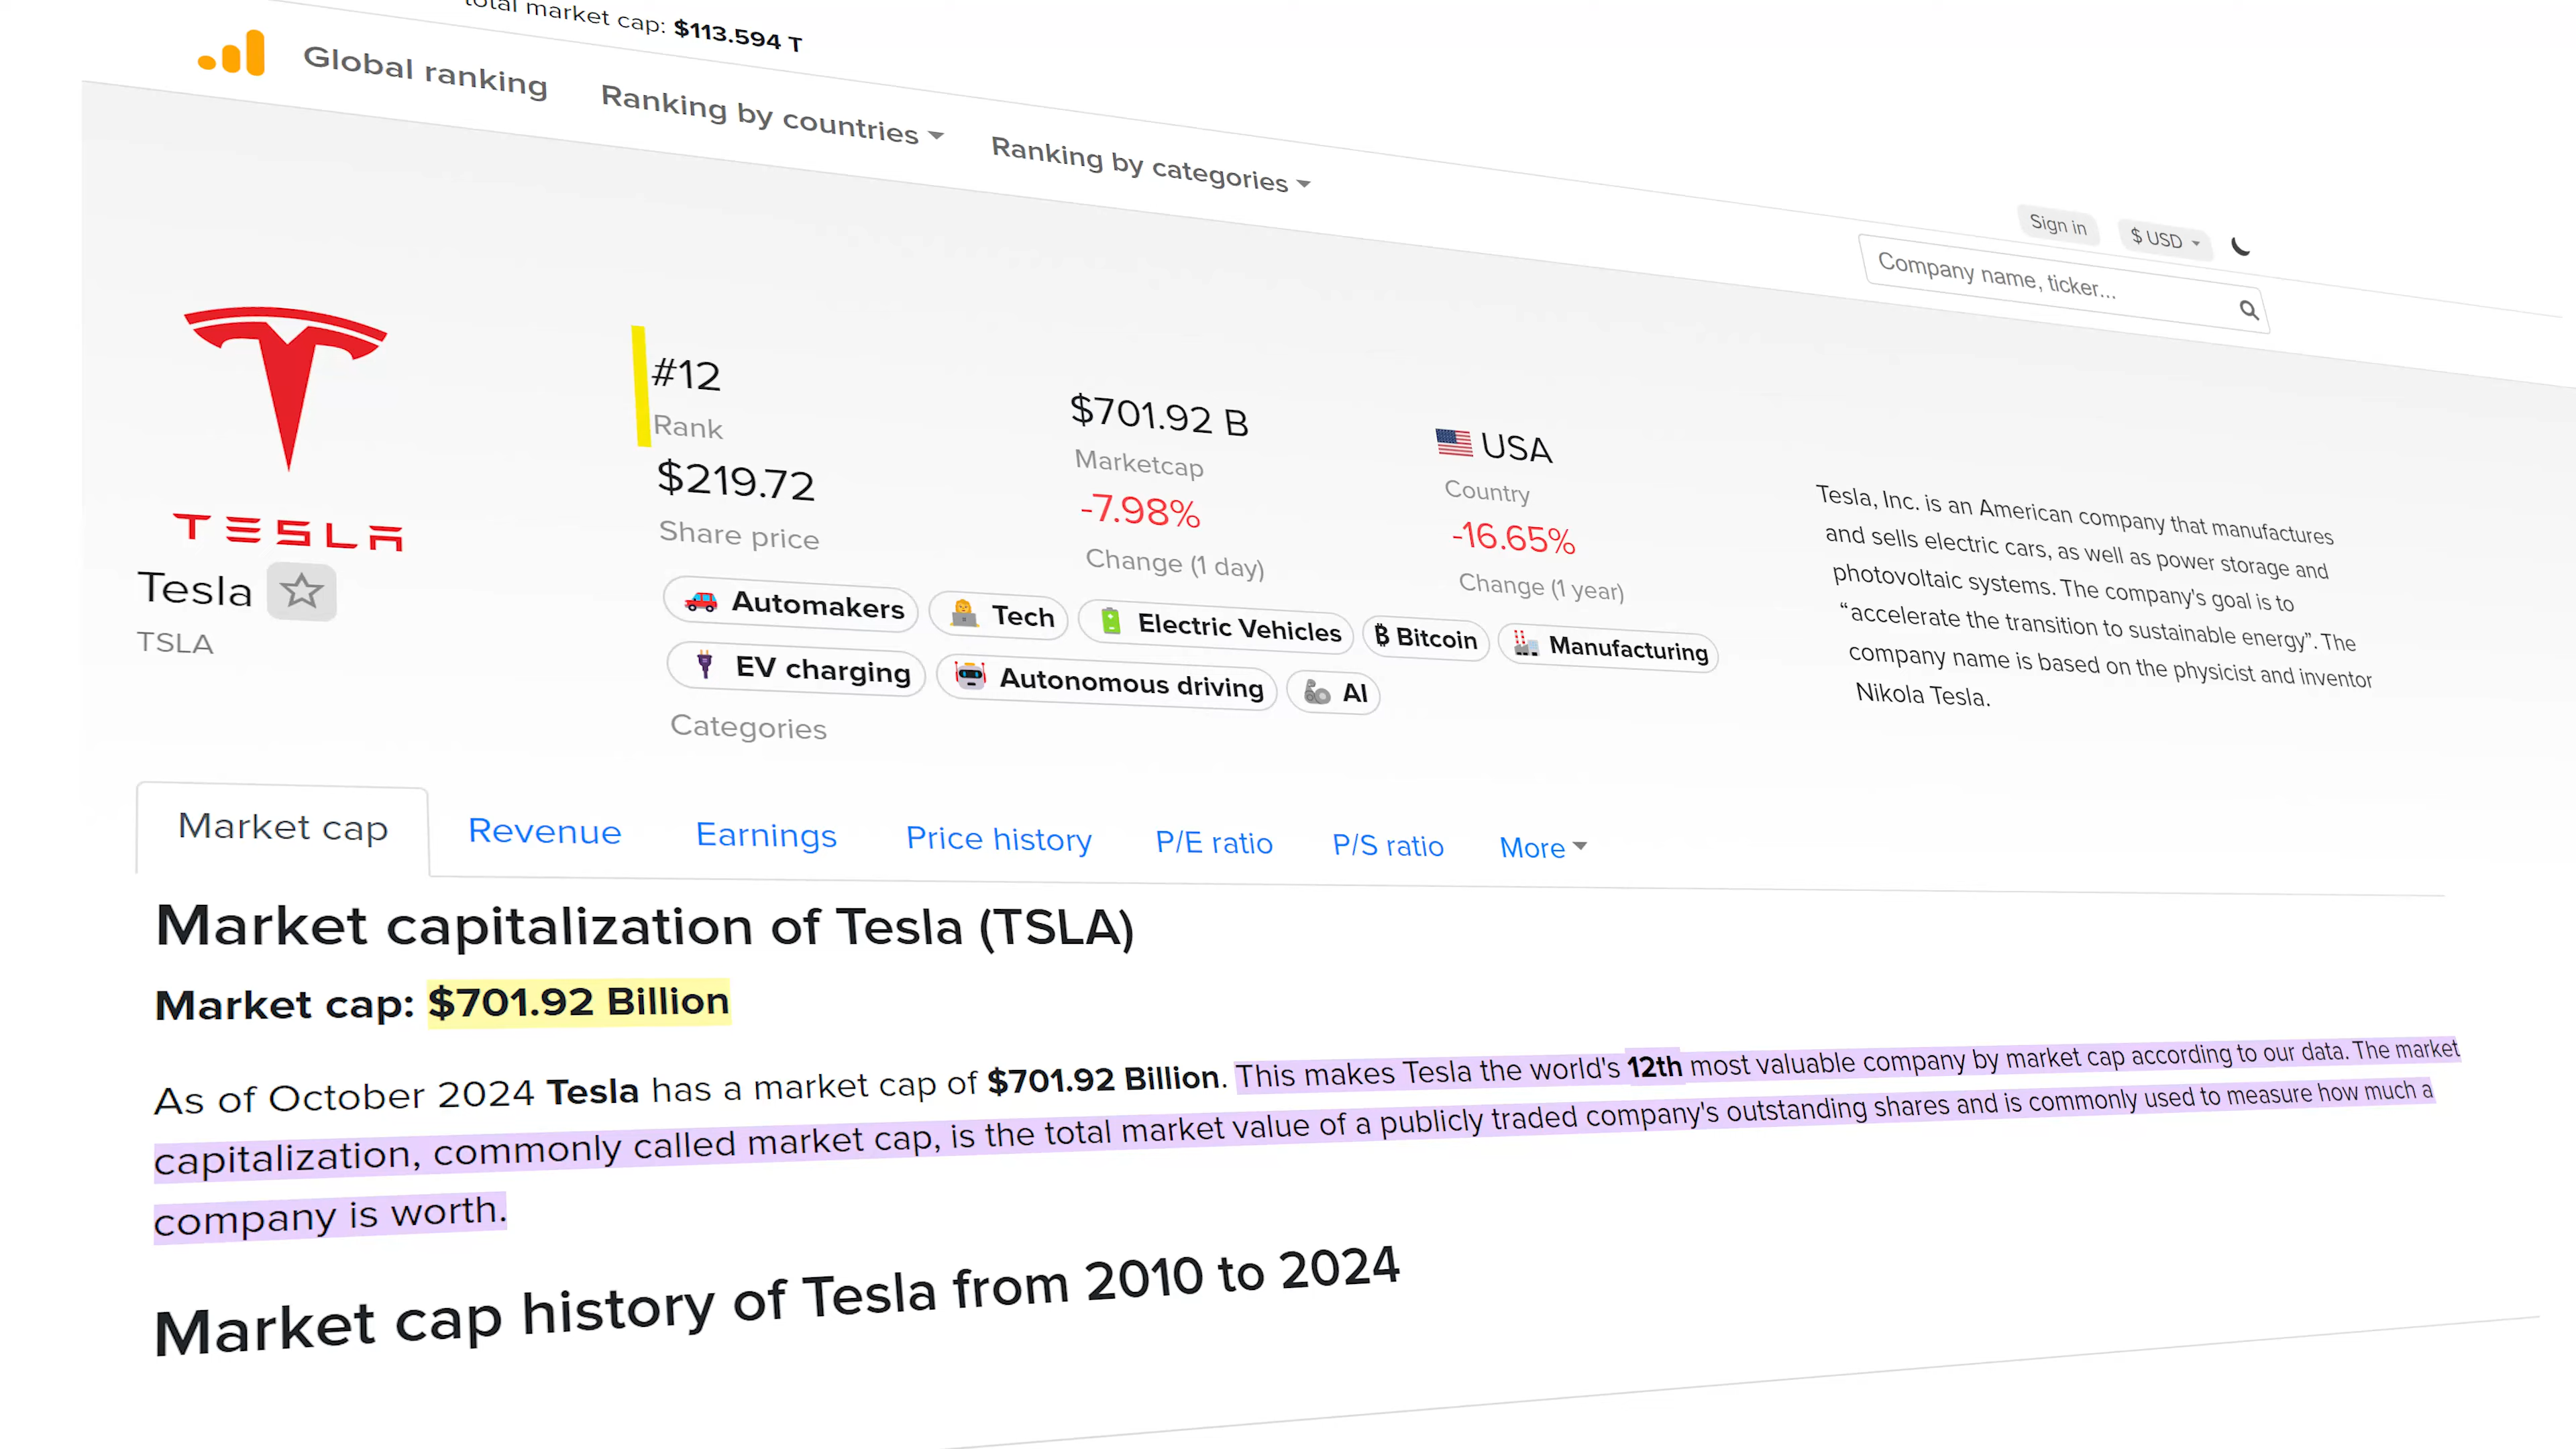 total market cap: $113.594 T
Global ranking
Ranking by countries
Ranking by categories
Sign in
$ USD
Company name, ticker...
TESLA
Tesla
TSLA
#12
Rank
$701.92 B
Marketcap
USA
Country
$219.72
Share price
-7.98%
Change (1 day)
-16.65%
Change (1 year)
Automakers
Tech
Electric Vehicles
Bitcoin
Manufacturing
EV charging
Autonomous driving
AI
Categories
Tesla, Inc. is an American company that manufactures
and sells electric cars, as well as power storage and
photovoltaic systems. The company's goal is to
“accelerate the transition to sustainable energy”. The
company name is based on the physicist and inventor
Nikola Tesla.
Market cap
Revenue
Earnings
Price history
P/E ratio
P/S ratio
More
Market capitalization of Tesla (TSLA)
Market cap: $701.92 Billion
As of October 2024 Tesla has a market cap of $701.92 Billion. This makes Tesla the world's 12th most valuable company by market cap according to our data. The market
capitalization, commonly called market cap, is the total market value of a publicly traded company's outstanding shares and is commonly used to measure how much a
company is worth.
Market cap history of Tesla from 2010 to 2024